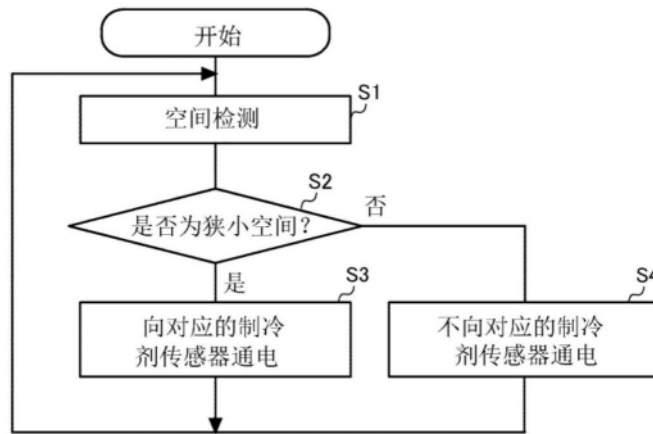 开始
S1
空间检测
S2
是否为狭小空间？
否
是
S3
向对应的制冷
剂传感器通电
S4
不向对应的制冷
剂传感器通电